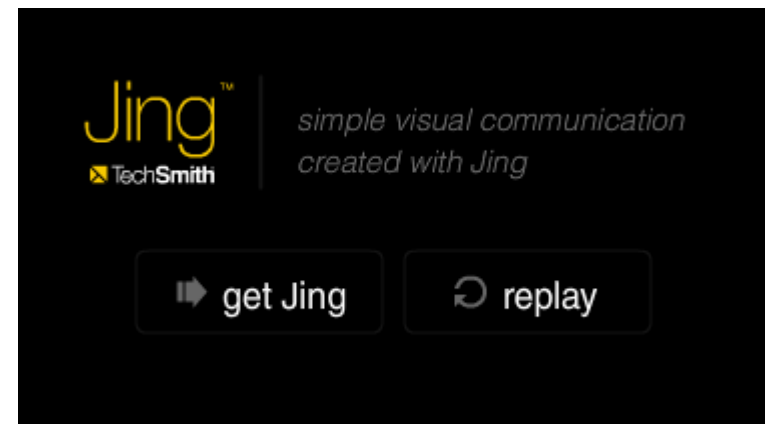 Jing™
TechSmith
simple visual communication
created with Jing
get Jing
replay